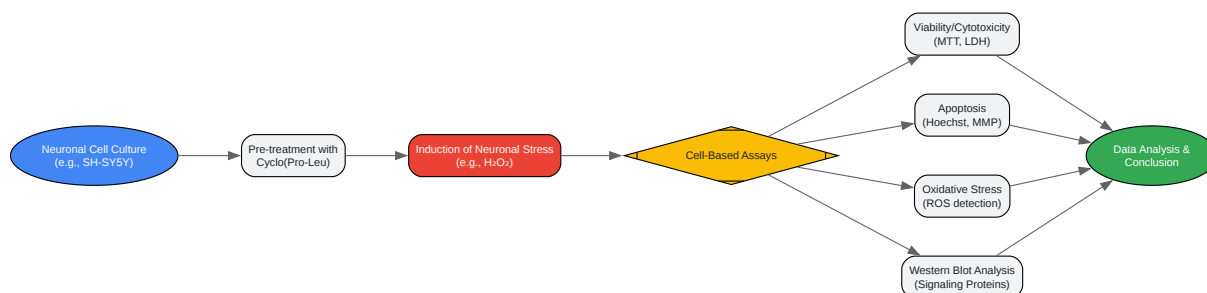 Neuronal Cell Culture
(e.g., SH-SY5Y)
Pre-treatment with
Cyclo(Pro-Leu)
Induction of Neuronal Stress
(e.g., H₂O₂)
Cell-Based Assays
Viability/Cytotoxicity
(MTT, LDH)
Apoptosis
(Hoechst, MMP)
Oxidative Stress
(ROS detection)
Western Blot Analysis
(Signaling Proteins)
Data Analysis &
Conclusion